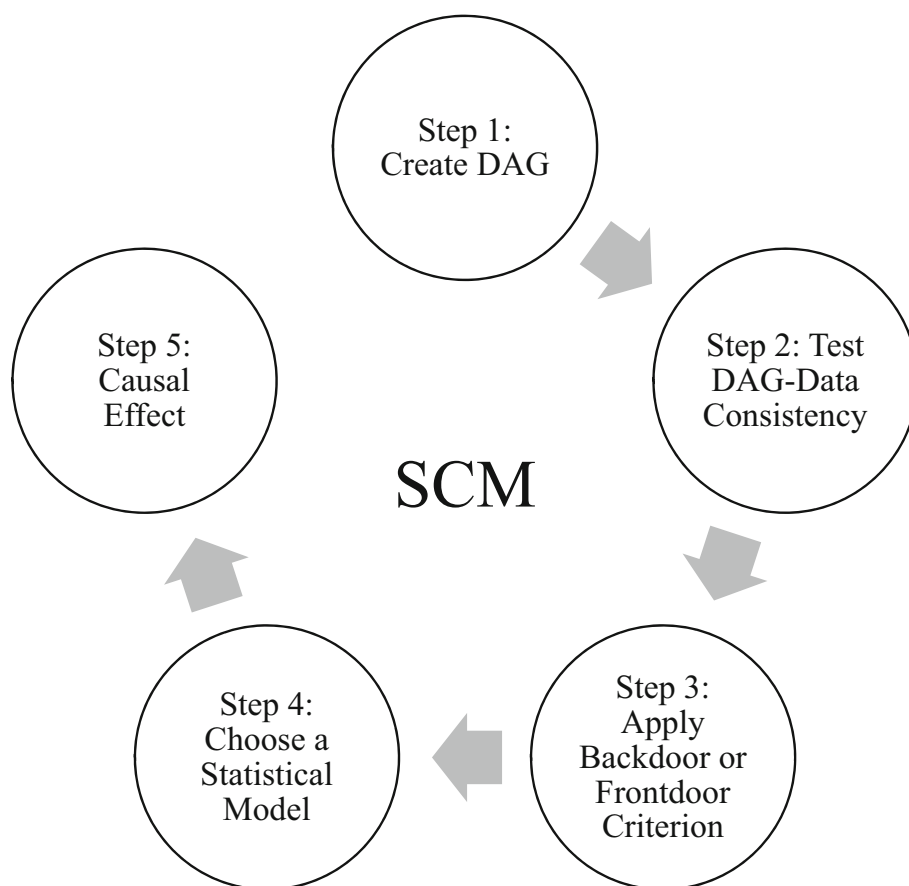 Step 1:
Create DAG
Step 2: Test
DAG-Data
Consistency
Step 3:
Apply
Backdoor or
Frontdoor
Criterion
Step 4:
Choose a
Statistical
Model
Step 5:
Causal
Effect
SCM